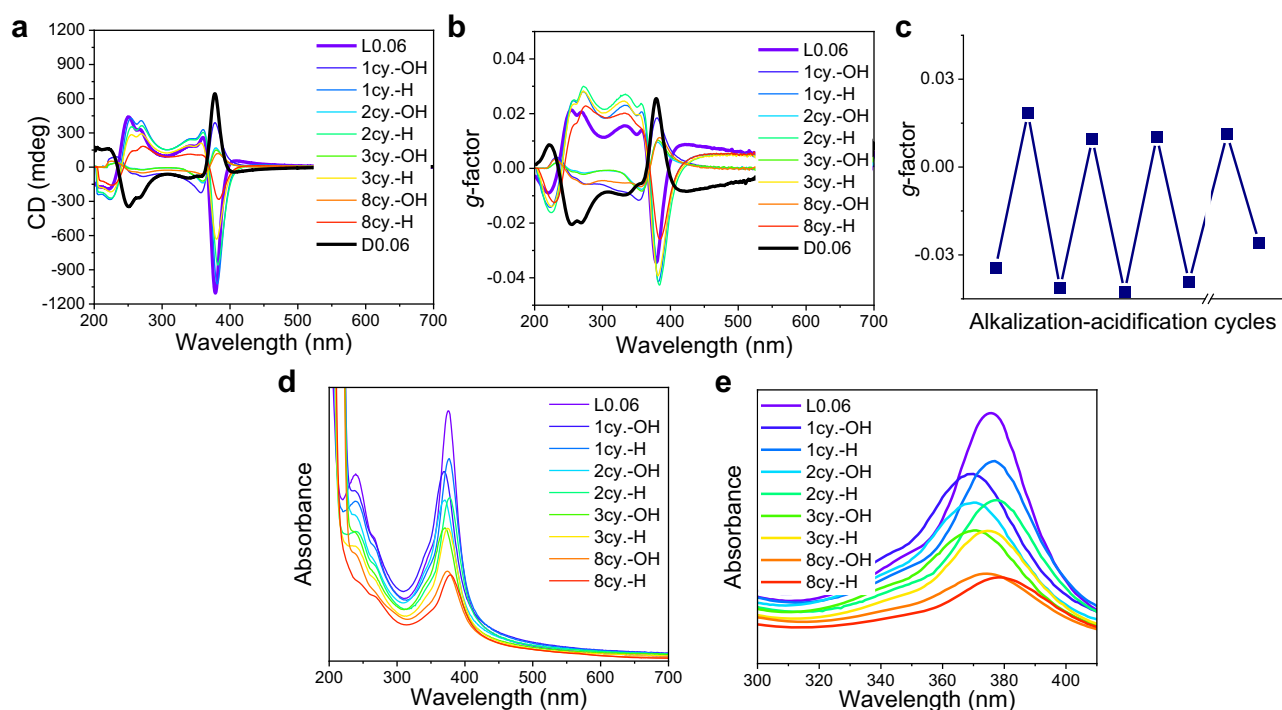 a
1200
900
600
300
0
-300
-600
-900
-1200
CD (mdeg)
200 300 400 500 600 700
Wavelength (nm)
L0.06
1cy.-OH
1cy.-H
2cy.-OH
2cy.-H
3cy.-OH
3cy.-H
8cy.-OH
8cy.-H
D0.06
b
0.04
0.02
0.00
-0.02
-0.04
g-factor
200 300 400 500 600 700
Wavelength (nm)
L0.06
1cy.-OH
1cy.-H
2cy.-OH
2cy.-H
3cy.-OH
3cy.-H
8cy.-OH
8cy.-H
D0.06
c
0.03
0.00
-0.03
g-factor
Alkalization-acidification cycles
d
Absorbance
200 300 400 500 600 700
Wavelength (nm)
L0.06
1cy.-OH
1cy.-H
2cy.-OH
2cy.-H
3cy.-OH
3cy.-H
8cy.-OH
8cy.-H
e
Absorbance
300 320 340 360 380 400
Wavelength (nm)
L0.06
1cy.-OH
1cy.-H
2cy.-OH
2cy.-H
3cy.-OH
3cy.-H
8cy.-OH
8cy.-H